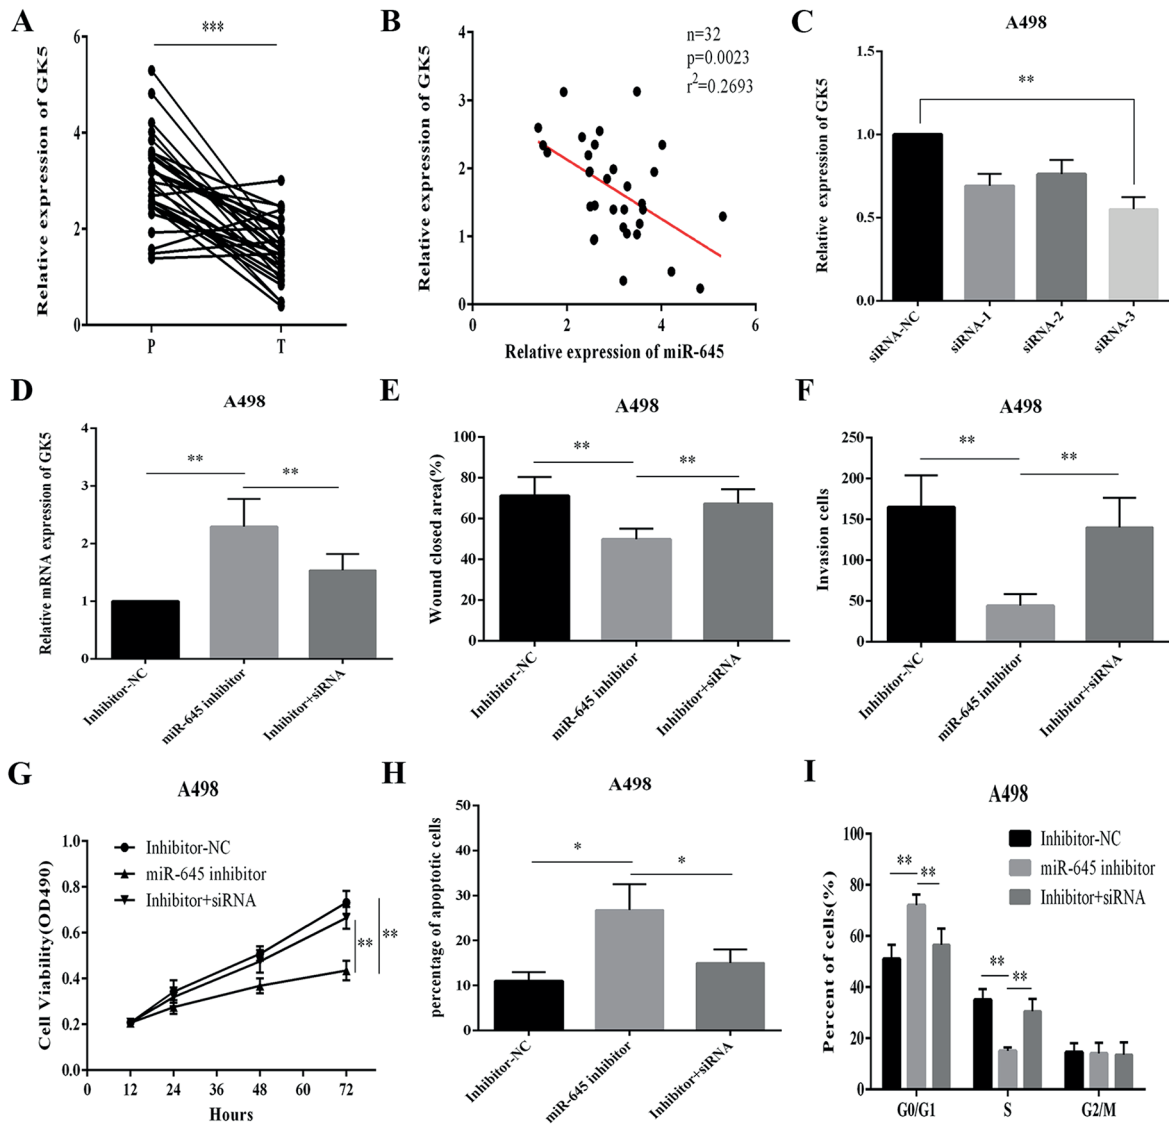 A
***
Relative expression of GK5
6
4
2
0
P
T
B
n=32
p=0.0023
r2=0.2693
Relative expression of GK5
4
3
2
1
0
0
2
4
6
Relative expression of miR-645
C
A498
**
Relative expression of GK5
1.5
1.0
0.5
0.0
siRNA-NC
siRNA-1
siRNA-2
siRNA-3
D
A498
**
**
Relative mRNA expression of GK5
4
3
2
1
0
Inhibitor-NC
miR-645 inhibitor
Inhibitor+siRNA
E
A498
**
**
Wound closed area(%)
100
80
60
40
20
0
Inhibitor-NC
miR-645 inhibitor
Inhibitor+siRNA
F
A498
**
**
Invasion cells
250
200
150
100
50
0
Inhibitor-NC
miR-645 inhibitor
Inhibitor+siRNA
G
A498
Inhibitor-NC
miR-645 inhibitor
Inhibitor+siRNA
**
**
Cell Viability(OD490)
1.0
0.8
0.6
0.4
0.2
0.0
0
12
24
36
48
60
72
Hours
H
A498
*
*
percentage of apoptotic cells
50
40
30
20
10
0
Inhibitor-NC
miR-645 inhibitor
Inhibitor+siRNA
I
A498
Inhibitor-NC
miR-645 inhibitor
Inhibitor+siRNA
**
**
**
**
Percent of cells(%)
100
80
60
40
20
0
G0/G1
S
G2/M